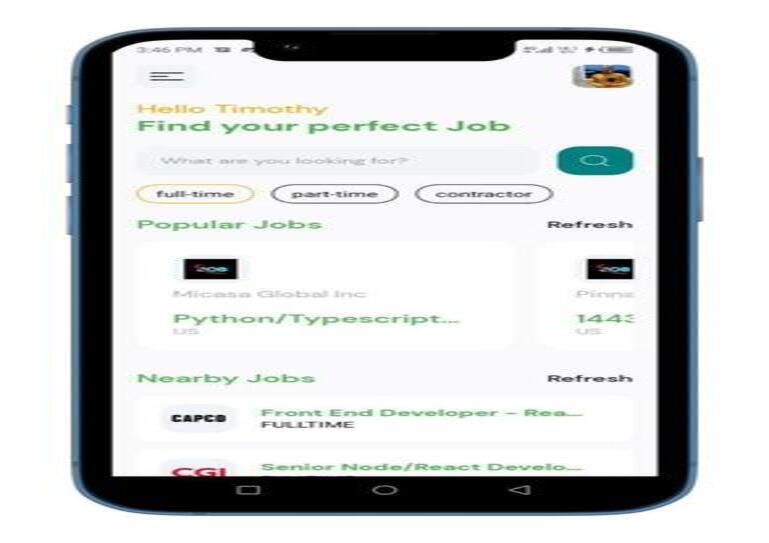 3:46 PM
Hello Timothy
Find your perfect Job
What are you looking for?
full-time
part-time
contractor
Popular Jobs
Refresh
Micasa Global Inc
Python/Typescript...
US
Pinna
1443
US
Nearby Jobs
Refresh
CAPCO
Front End Developer - Rea...
FULLTIME
CGI
Senior Node/React Develo...